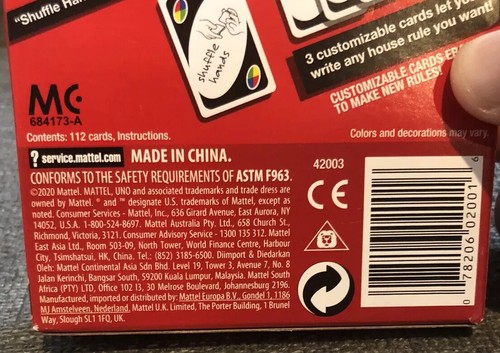 "Shuffle Han
shuffle
hands
3 customizable cards let you
write any house rule you want!
CUSTOMIZABLE CARDS
TO MAKE NEW RULES!
MC
684173-A
Contents: 112 cards, Instructions.
Colors and decorations may vary.
? service.mattel.com MADE IN CHINA.
42003
CONFORMS TO THE SAFETY REQUIREMENTS OF ASTM F963.
©2020 Mattel. MATTEL, UNO and associated trademarks and trade dress are
owned by Mattel. ® and ™ designate U.S. trademarks of Mattel, except as
noted. Consumer Services - Mattel, Inc., 636 Girard Avenue, East Aurora, NY
14052, U.S.A. 1-800-524-8697. Mattel Australia Pty. Ltd., 658 Church St.,
Richmond, Victoria, 3121. Consumer Advisory Service - 1300 135 312. Mattel
East Asia Ltd., Room 503-09, North Tower, World Finance Centre, Harbour
City, Tsimshatsui, HK, China. Tel.: (852) 3185-6500. Diimport & Diedarkan
Oleh: Mattel Continental Asia Sdn Bhd. Level 19, Tower 3, Avenue 7, No. 8
Jalan Kerinchi, Bangsar South, 59200 Kuala Lumpur, Malaysia. Mattel South
Africa (PTY) LTD, Office 102 I3, 30 Melrose Boulevard, Johannesburg 2196.
Manufactured, imported or distributed by: Mattel Europa B.V., Gondel 1, 1186
MJ Amstelveen, Nederland. Mattel U.K. Limited, The Porter Building, 1 Brunel
Way, Slough SL1 1FQ, UK.
CE
0 78206 02001 6